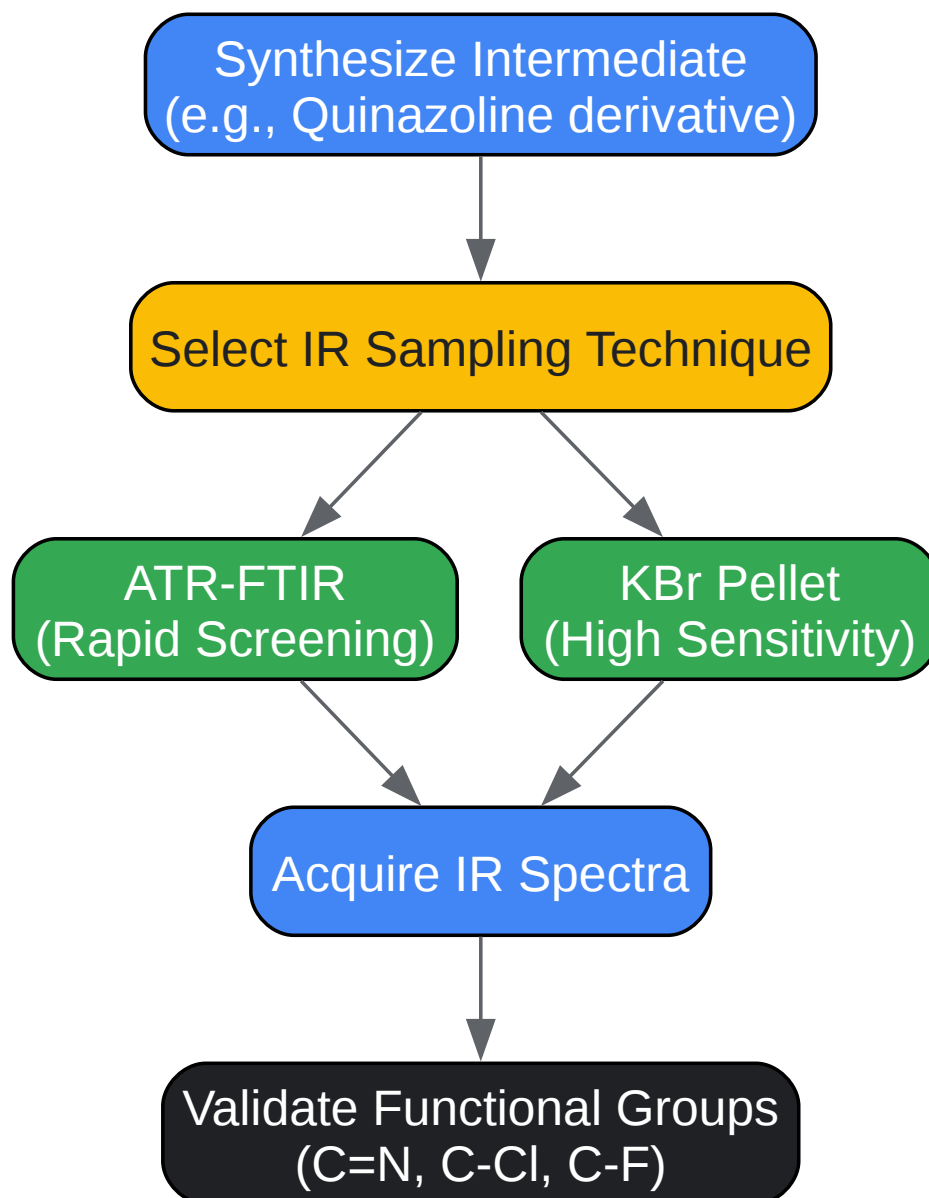 Synthesize Intermediate
(e.g., Quinazoline derivative)
Select IR Sampling Technique
ATR-FTIR
(Rapid Screening)
KBr Pellet
(High Sensitivity)
Acquire IR Spectra
Validate Functional Groups
(C=N, C-Cl, C-F)